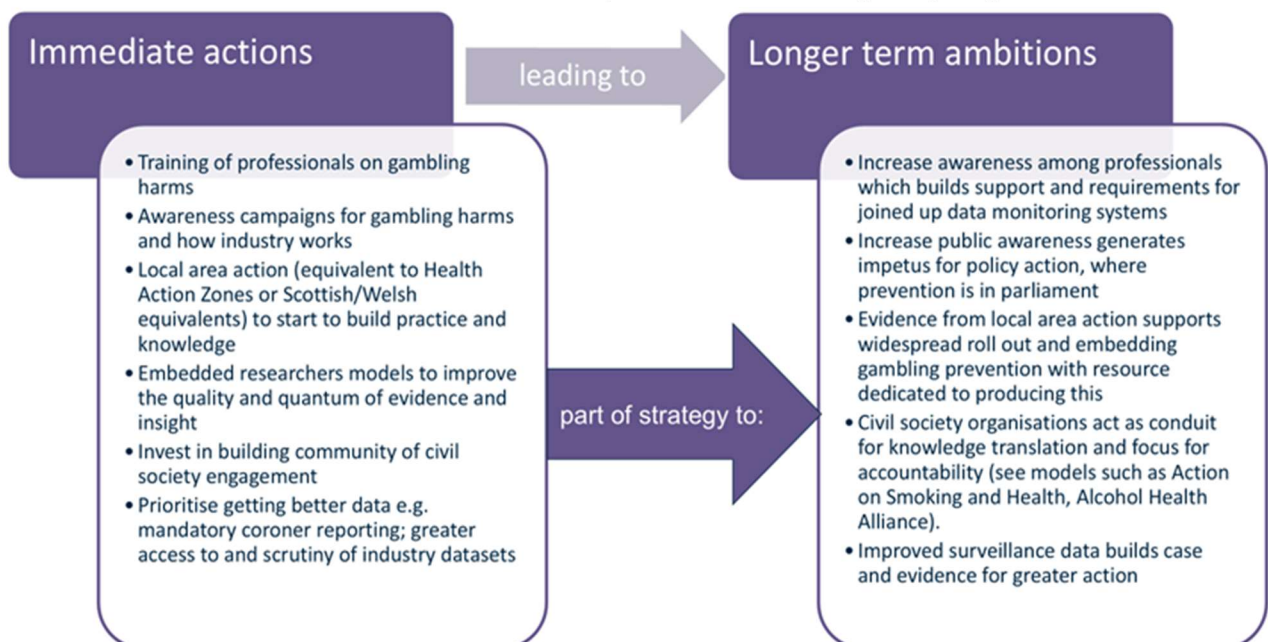 Immediate actions
leading to
Longer term ambitions
• Training of professionals on gambling
harms
• Awareness campaigns for gambling harms
and how industry works
• Local area action (equivalent to Health
Action Zones or Scottish/Welsh
equivalents) to start to build practice and
knowledge
• Embedded researchers models to improve
the quality and quantum of evidence and
insight
• Invest in building community of civil
society engagement
• Prioritise getting better data e.g.
mandatory coroner reporting; greater
access to and scrutiny of industry datasets
part of strategy to:
• Increase awareness among professionals
which builds support and requirements for
joined up data monitoring systems
• Increase public awareness generates
impetus for policy action, where
prevention is in parliament
• Evidence from local area action supports
widespread roll out and embedding
gambling prevention with resource
dedicated to producing this
• Civil society organisations act as conduit
for knowledge translation and focus for
accountability (see models such as Action
on Smoking and Health, Alcohol Health
Alliance).
• Improved surveillance data builds case
and evidence for greater action